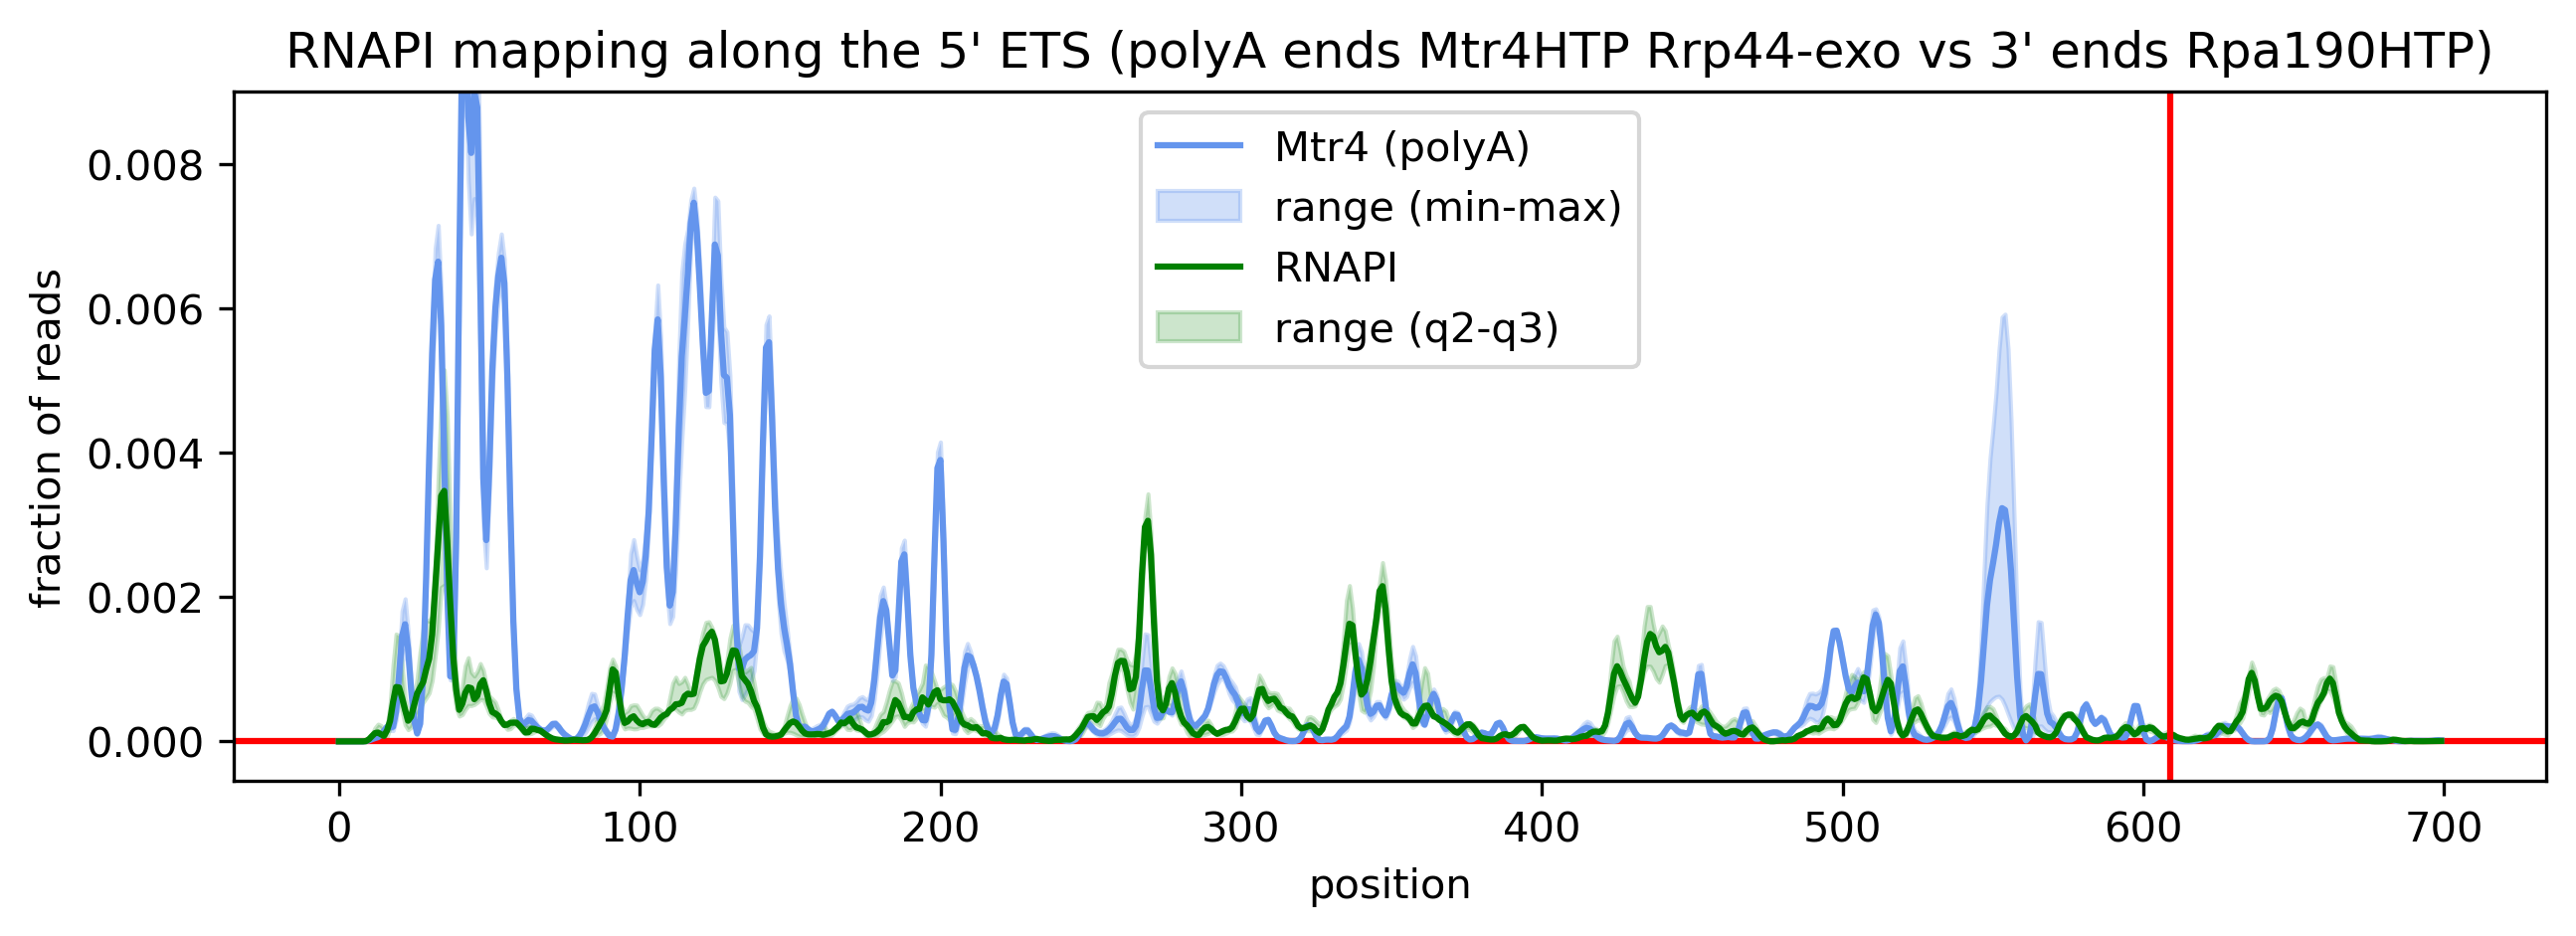 RNAPI mapping along the 5' ETS (polyA ends Mtr4HTP Rrp44-exo vs 3' ends Rpa190HTP)
Mtr4 (polyA)
range (min-max)
RNAPI
range (q2-q3)
fraction of reads
0.008
0.006
0.004
0.002
0.000
0 100 200 300 400 500 600 700
position